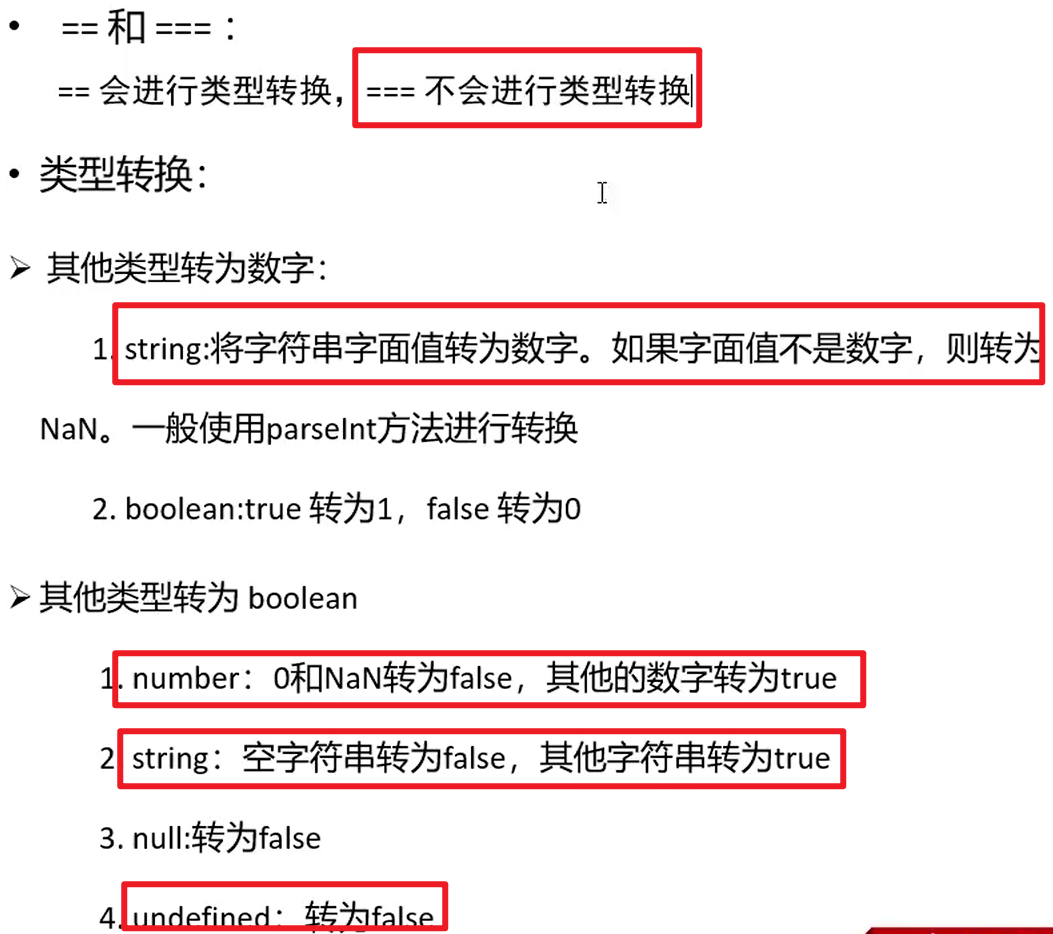 • == 和 === ：
== 会进行类型转换，=== 不会进行类型转换
• 类型转换：
➢ 其他类型转为数字：
1. string:将字符串字面值转为数字。如果字面值不是数字，则转为
NaN。一般使用parseInt方法进行转换
2. boolean:true 转为1，false 转为0
➢ 其他类型转为 boolean
1. number：0和NaN转为false，其他的数字转为true
2 string：空字符串转为false，其他字符串转为true
3. null:转为false
4. undefined：转为false